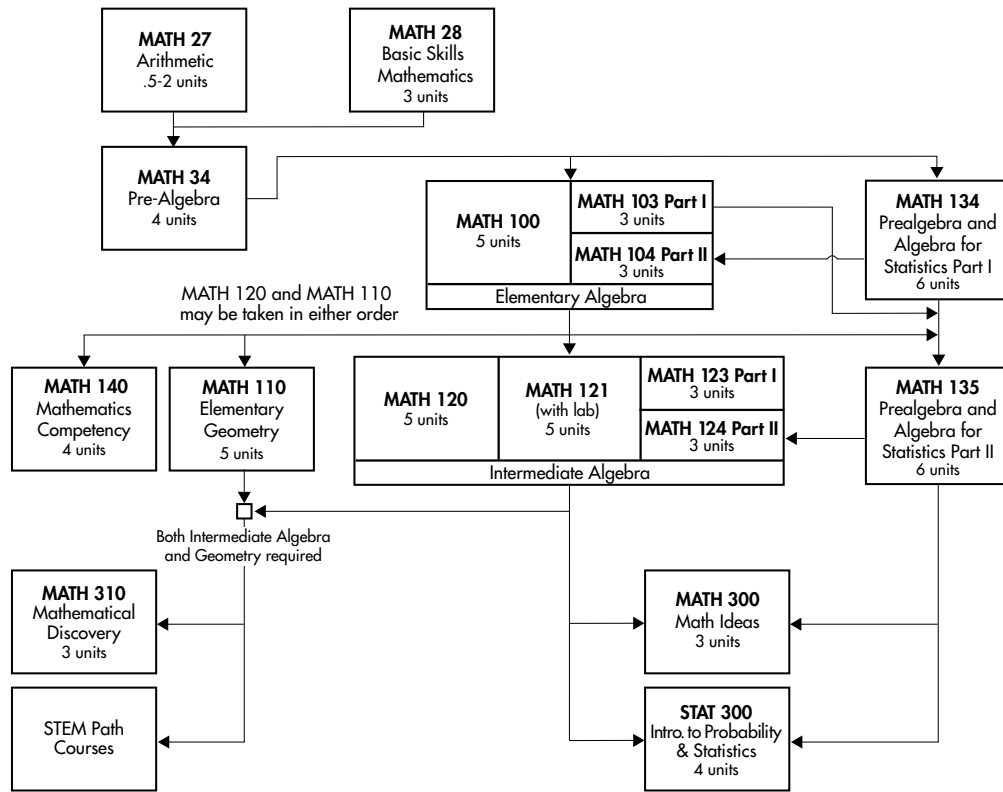 MATH 27
Arithmetic
.5-2 units
MATH 28
Basic Skills
Mathematics
3 units
MATH 34
Pre-Algebra
4 units
MATH 100
5 units
MATH 103 Part I
3 units
MATH 104 Part II
3 units
Elementary Algebra
MATH 134
Prealgebra and
Algebra for
Statistics Part I
6 units
MATH 120 and MATH 110
may be taken in either order
MATH 140
Mathematics
Competency
4 units
MATH 110
Elementary
Geometry
5 units
MATH 120
5 units
MATH 121
(with lab)
5 units
MATH 123 Part I
3 units
MATH 124 Part II
3 units
Intermediate Algebra
MATH 135
Prealgebra and
Algebra for
Statistics Part II
6 units
Both Intermediate Algebra
and Geometry required
MATH 310
Mathematical
Discovery
3 units
MATH 300
Math Ideas
3 units
STEM Path
Courses
STAT 300
Intro. to Probability
& Statistics
4 units